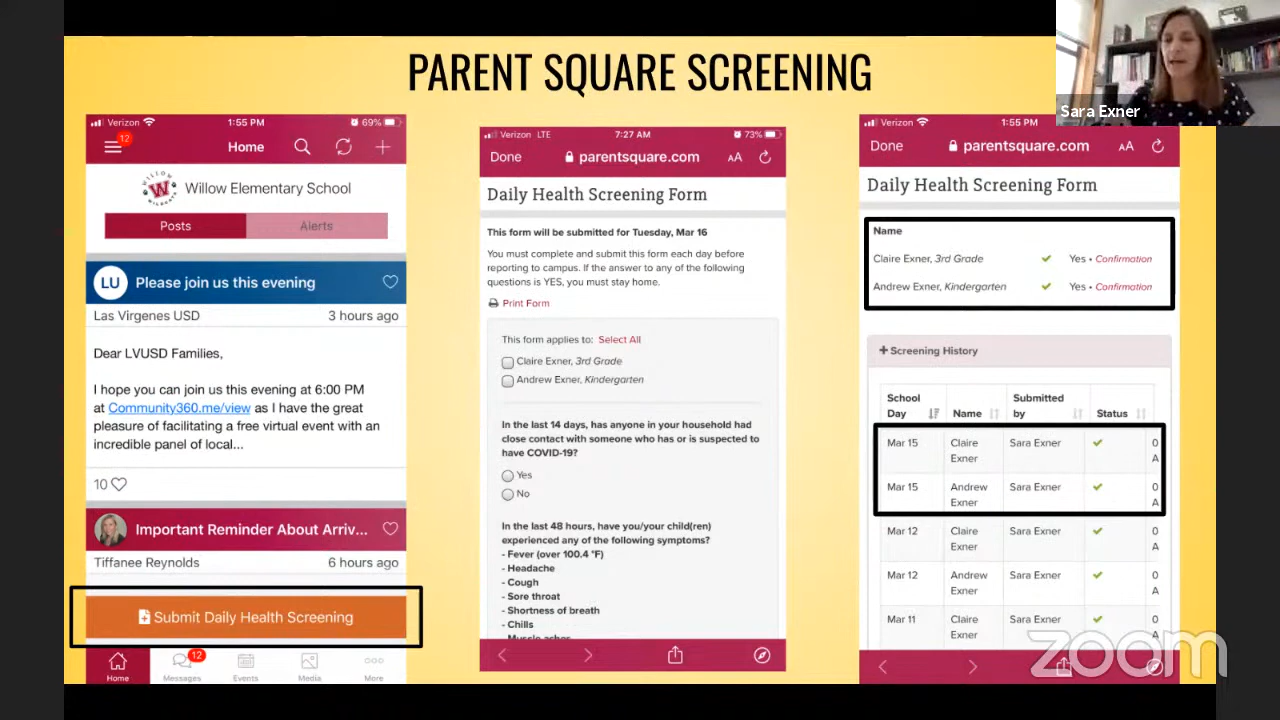 PARENT SQUARE SCREENING
Sara Exner
Verizon 1:55 PM 69%
12
Home
WILLOW
W
WILDCATS
Willow Elementary School
Posts Alerts
LU Please join us this evening
Las Virgenes USD 3 hours ago
Dear LVUSD Families,
I hope you can join us this evening at 6:00 PM
at Community360.me/view as I have the great
pleasure of facilitating a free virtual event with an
incredible panel of local...
10
Important Reminder About Arriv...
Tiffanee Reynolds 6 hours ago
Submit Daily Health Screening
12
Home Messages Events Media More
Verizon LTE 7:27 AM 73%
Done parentsquare.com AA
Daily Health Screening Form
This form will be submitted for Tuesday, Mar 16
You must complete and submit this form each day before
reporting to campus. If the answer to any of the following
questions is YES, you must stay home.
Print Form
This form applies to: Select All
Claire Exner, 3rd Grade
Andrew Exner, Kindergarten
In the last 14 days, has anyone in your household had
close contact with someone who has or is suspected to
have COVID-19?
Yes
No
In the last 48 hours, have you/your child(ren)
experienced any of the following symptoms?
- Fever (over 100.4 °F)
- Headache
- Cough
- Sore throat
- Shortness of breath
- Chills
- Muscle aches
Verizon 1:55 PM
Done parentsquare.com AA
Daily Health Screening Form
Name
Claire Exner, 3rd Grade Yes • Confirmation
Andrew Exner, Kindergarten Yes • Confirmation
+ Screening History
School Day Name Submitted by Status
Mar 15 Claire Exner Sara Exner 0 A
Mar 15 Andrew Exner Sara Exner 0 A
Mar 12 Claire Exner Sara Exner 0 A
Mar 12 Andrew Exner Sara Exner 0 A
Mar 11 Claire Exner Sara Exner 0 A
zoom